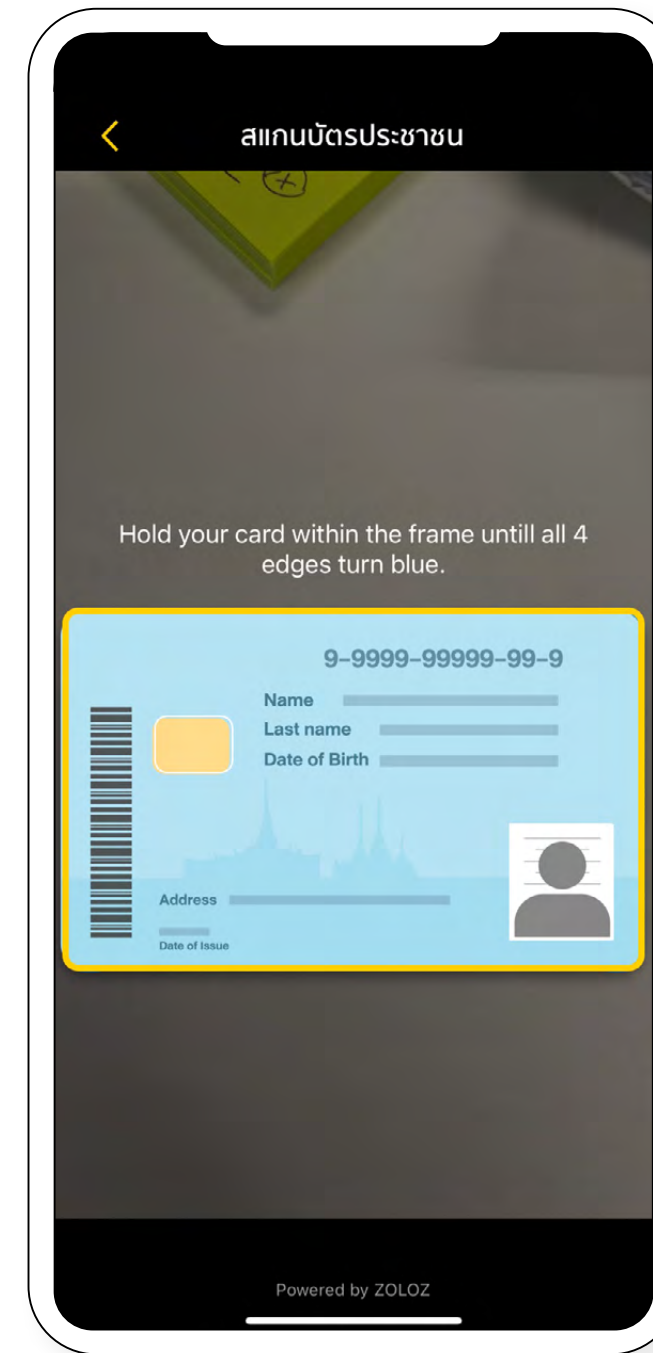 สแกนบัตรประชาชน
Hold your card within the frame untill all 4
edges turn blue.
9-9999-99999-99-9
Name
Last name
Date of Birth
Address
Date of Issue
Powered by ZOLOZ